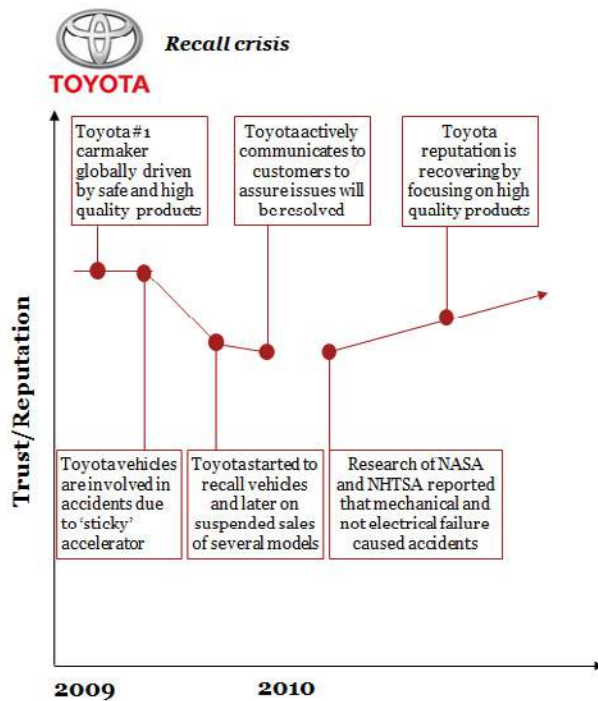 Recall crisis
TOYOTA
Toyota #1
carmaker
globally driven
by safe and high
quality products
Toyota actively
communicates to
customers to
assure issues will
be resolved
Toyota
reputation is
recovering by
focusing on high
quality products
Trust/Reputation
Toyota vehicles
are involved in
accidents due
to ‘sticky’
accelerator
Toyota started to
recall vehicles
and later on
suspended sales
of several models
Research of NASA
and NHTSA reported
that mechanical and
not electrical failure
caused accidents
2009
2010